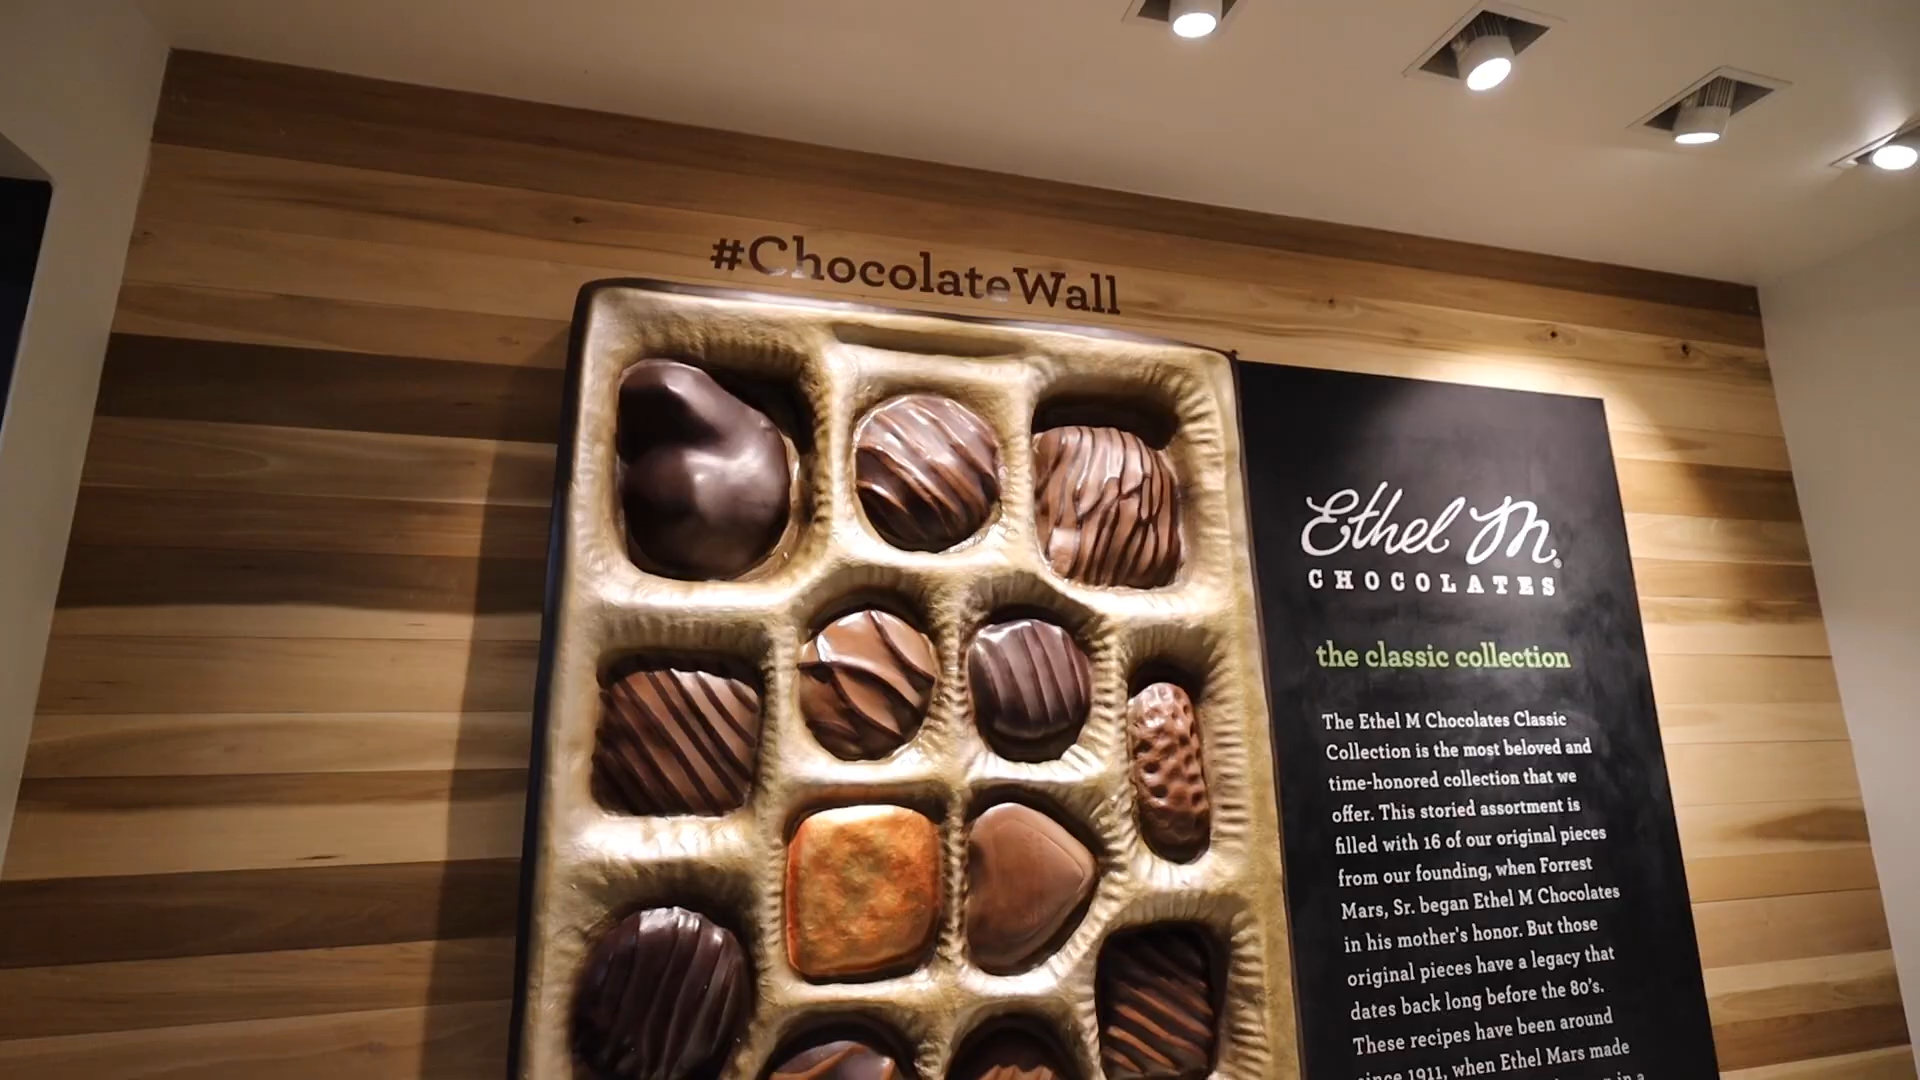 #ChocolateWall
Ethel M®
CHOCOLATES
the classic collection
The Ethel M Chocolates Classic
Collection is the most beloved and
time-honored collection that we
offer. This storied assortment is
filled with 16 of our original pieces
from our founding, when Forrest
Mars, Sr. began Ethel M Chocolates
in his mother's honor. But those
original pieces have a legacy that
dates back long before the 80's.
These recipes have been around
since 1911, when Ethel Mars made
in a